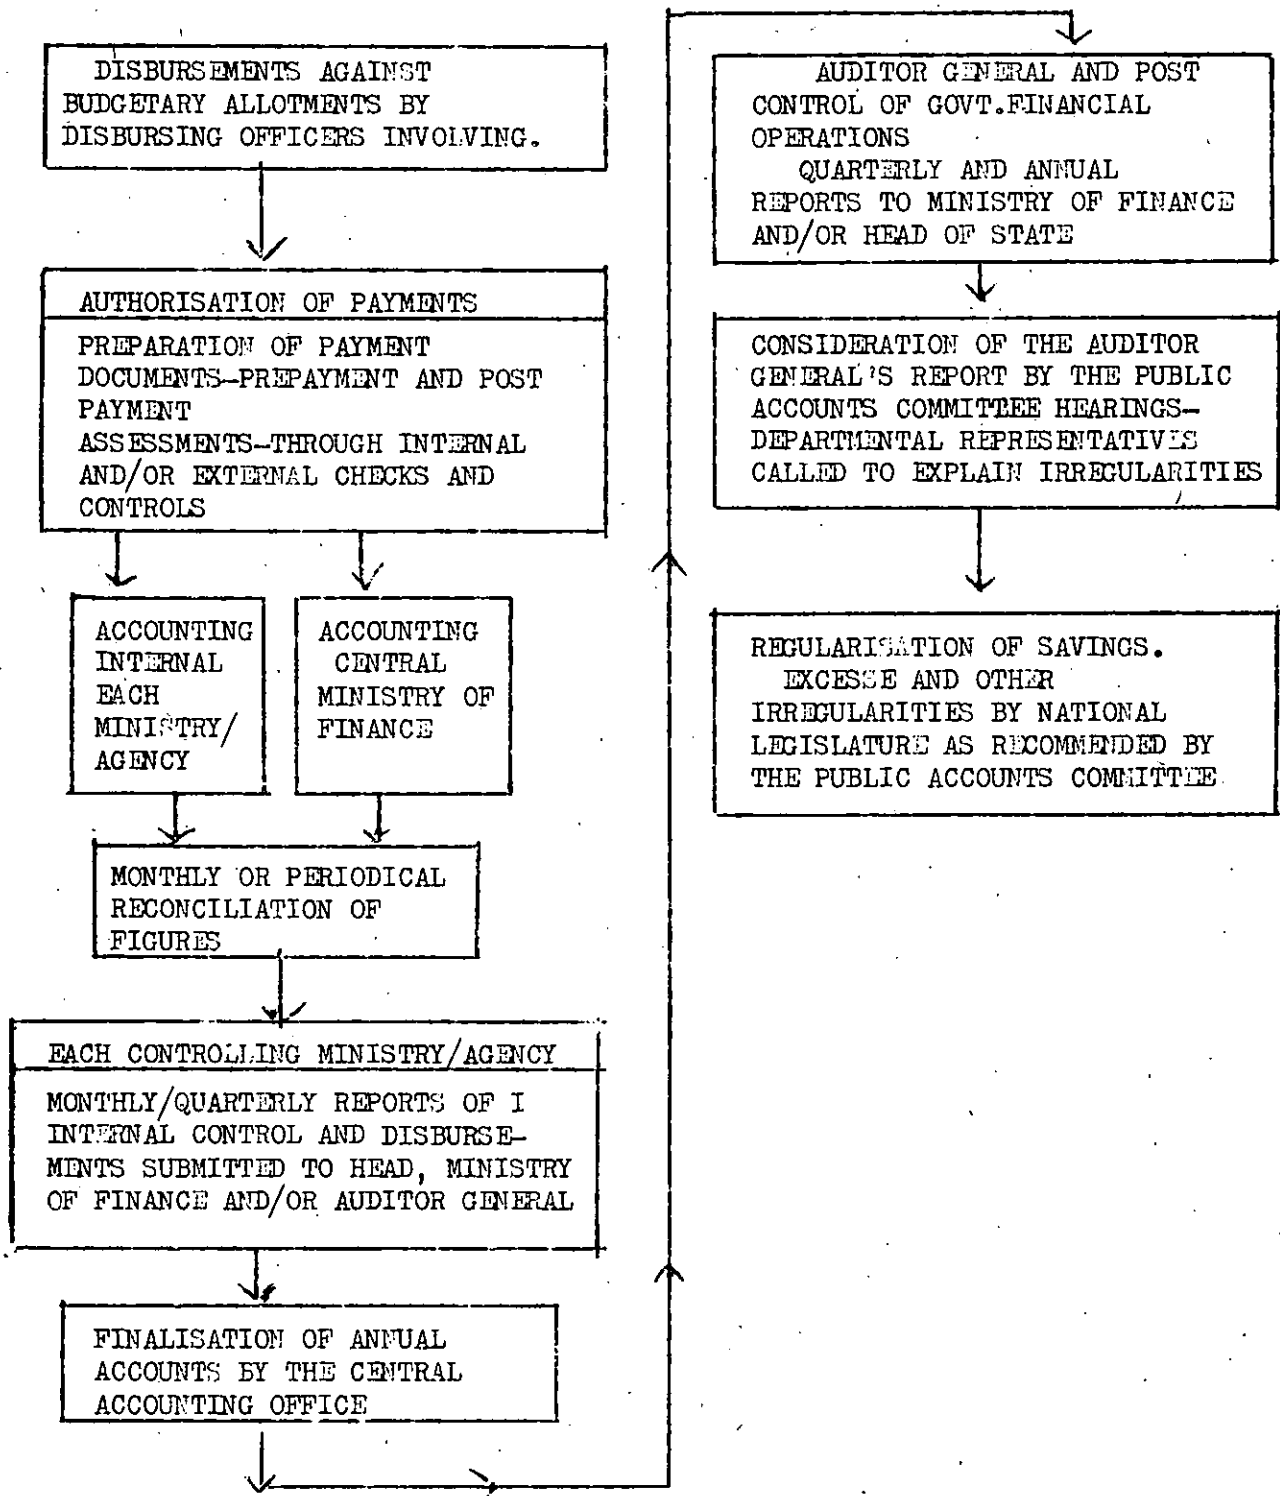 DISBURSEMENTS AGAINST
BUDGETARY ALLOTMENTS BY
DISBURSING OFFICERS INVOLVING.
AUTHORISATION OF PAYMENTS
PREPARATION OF PAYMENT
DOCUMENTS-PREPAYMENT AND POST
PAYMENT
ASSESSMENTS-THROUGH INTERNAL
AND/OR EXTERNAL CHECKS AND
CONTROLS
ACCOUNTING
INTERNAL
EACH
MINISTRY/
AGENCY
ACCOUNTING
CENTRAL
MINISTRY OF
FINANCE
MONTHLY OR PERIODICAL
RECONCILIATION OF
FIGURES
EACH CONTROLLING MINISTRY/AGENCY
MONTHLY/QUARTERLY REPORTS OF I
INTERNAL CONTROL AND DISBURSE-
MENTS SUBMITTED TO HEAD, MINISTRY
OF FINANCE AND/OR AUDITOR GENERAL
FINALISATION OF ANNUAL
ACCOUNTS BY THE CENTRAL
ACCOUNTING OFFICE
AUDITOR GENERAL AND POST
CONTROL OF GOVT.FINANCIAL
OPERATIONS
QUARTERLY AND ANNUAL
REPORTS TO MINISTRY OF FINANCE
AND/OR HEAD OF STATE
CONSIDERATION OF THE AUDITOR
GENERAL'S REPORT BY THE PUBLIC
ACCOUNTS COMMITTEE HEARINGS-
DEPARTMENTAL REPRESENTATIVES
CALLED TO EXPLAIN IRREGULARITIES
REGULARISATION OF SAVINGS.
EXCESSE AND OTHER
IRREGULARITIES BY NATIONAL
LEGISLATURE AS RECOMMENDED BY
THE PUBLIC ACCOUNTS COMMITTEE